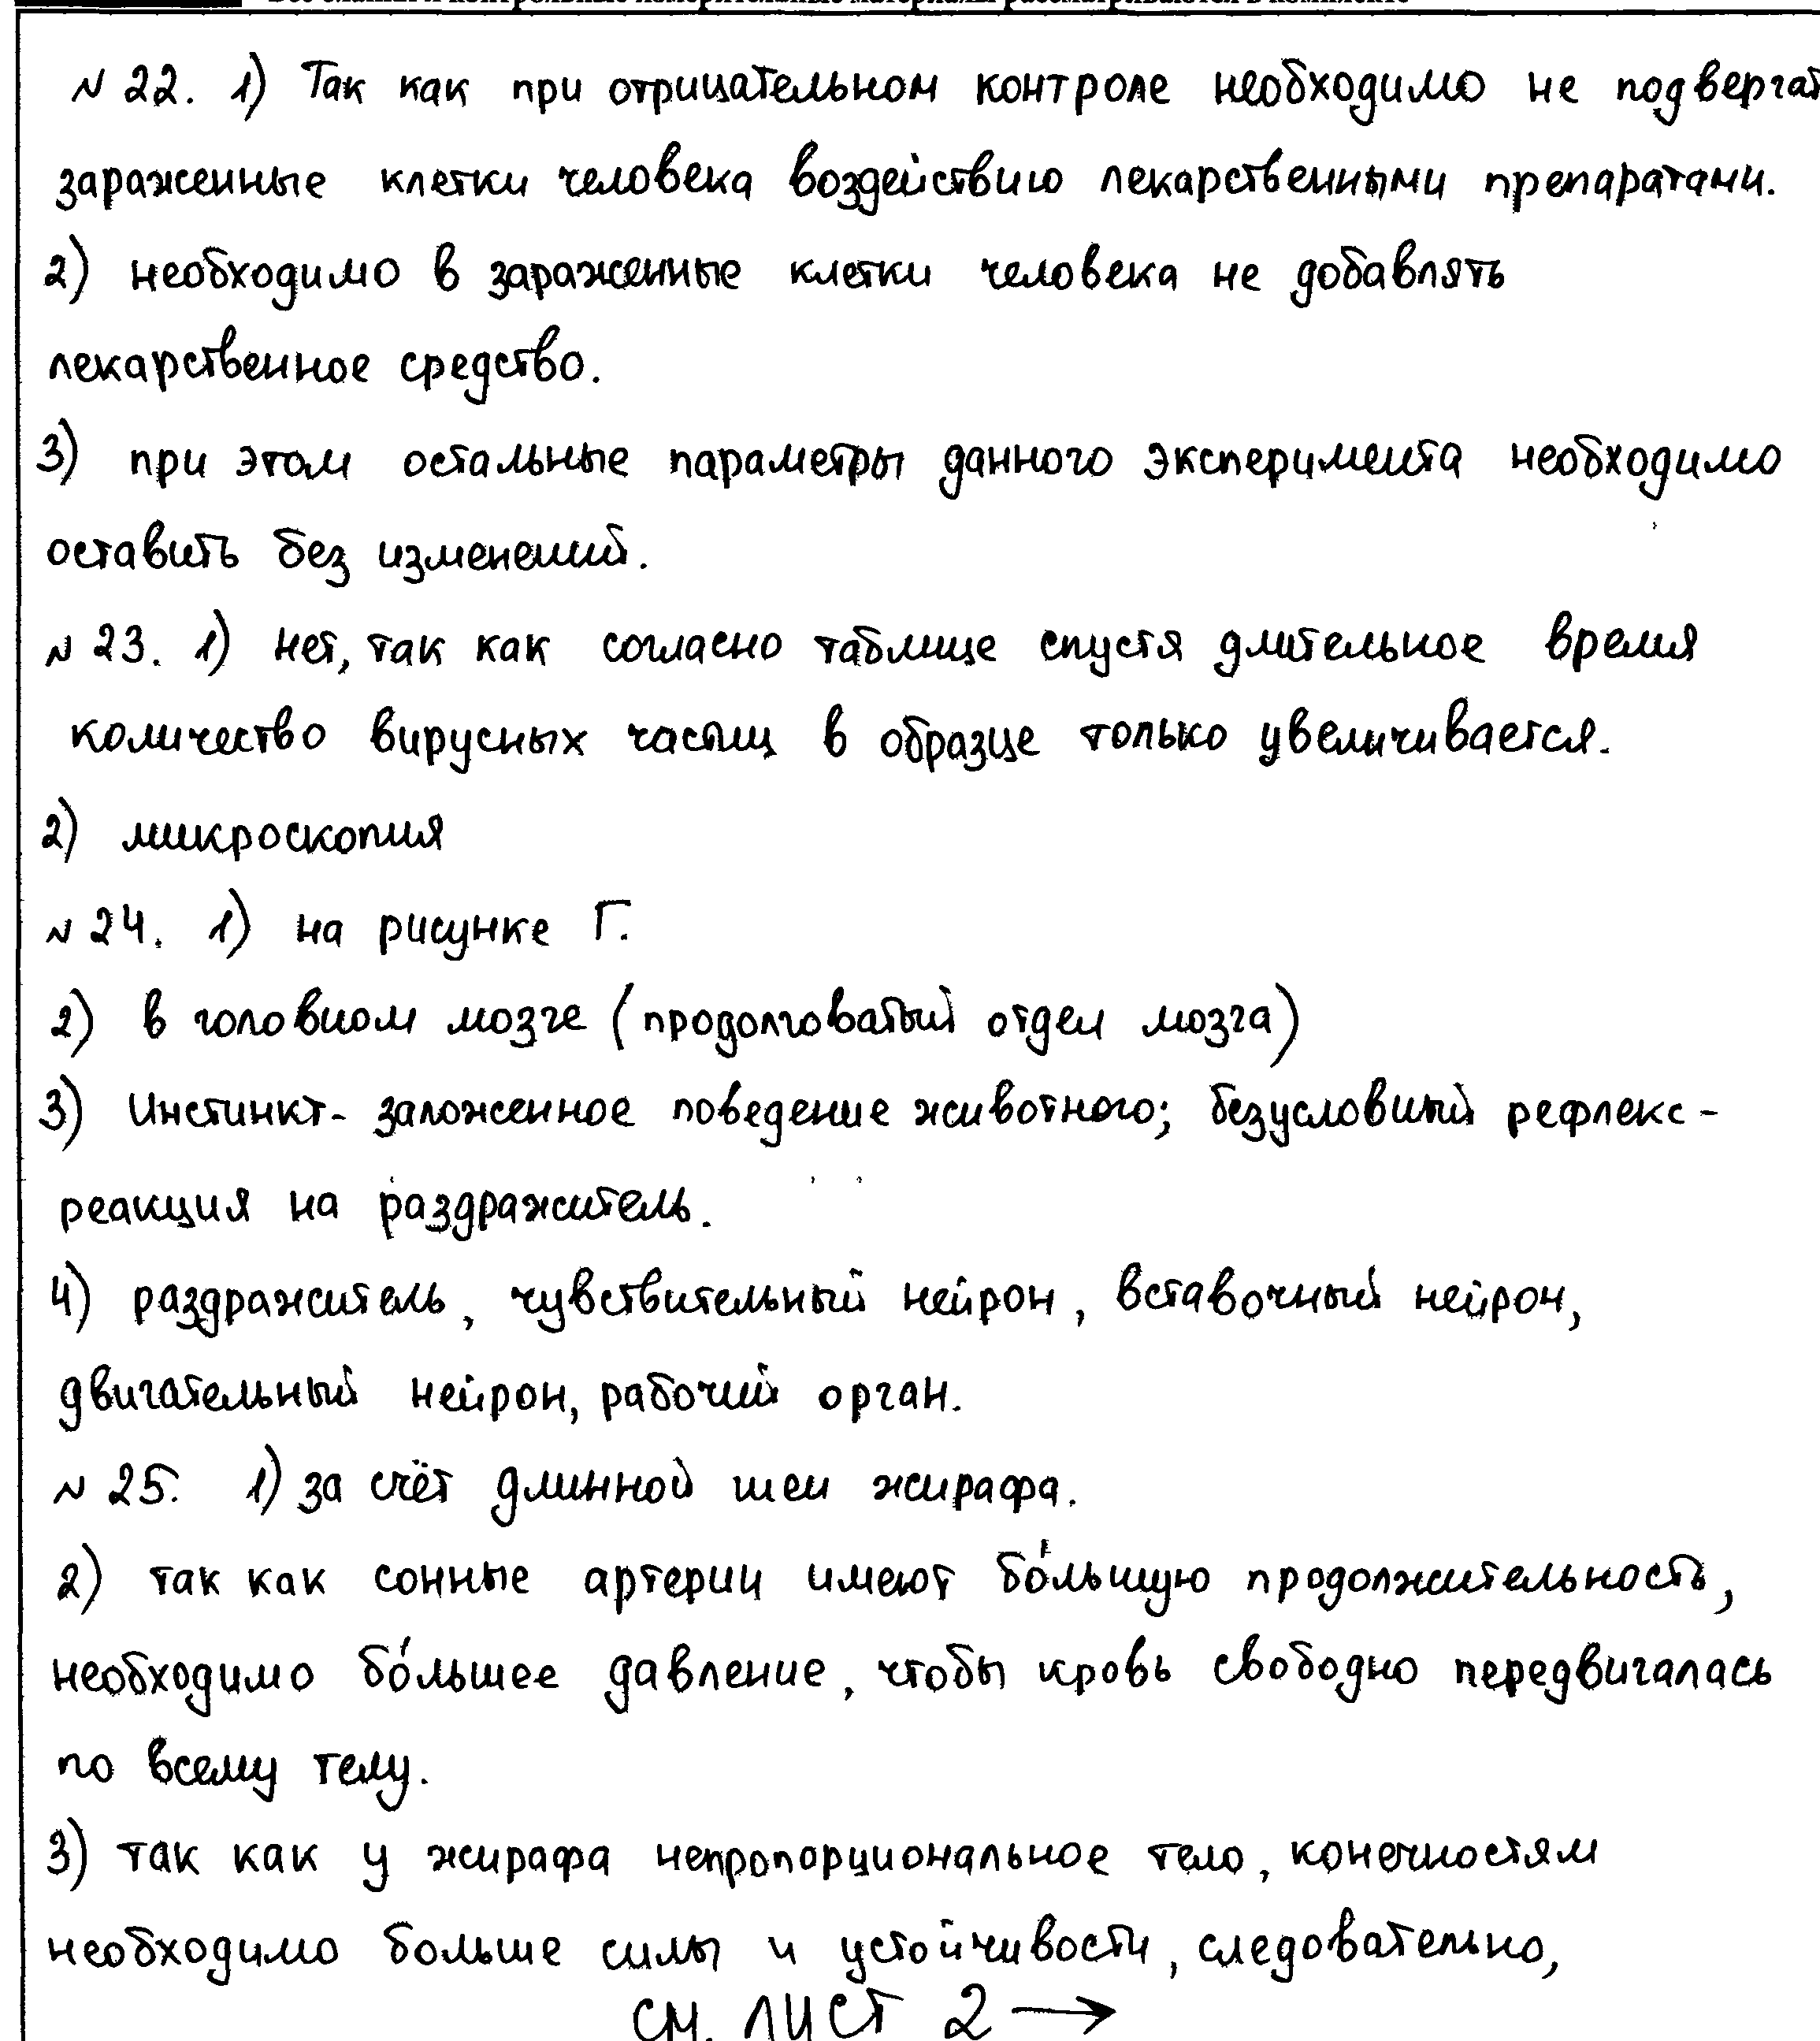 № 22. 1) Так как при отрицательном контроле необходимо не подвергат
зараженные клетки человека воздействию лекарственными препаратами.
2) необходимо в зараженные клетки человека не добавлять
лекарственное средство.
3) при этом остальные параметры данного эксперимента необходимо
оставить без изменений.
№ 23. 1) нет, так как согласно таблице спустя длительное время
количество вирусных частиц в образце только увеличивается.
2) микроскопия
№ 24. 1) на рисунке Г.
2) в головном мозге (продолговатый отдел мозга)
3) Инстинкт - заложенное поведение животного; безусловный рефлекс -
реакция на раздражитель.
4) раздражитель, чувствительный нейрон, вставочный нейрон,
двигательный нейрон, рабочий орган.
№ 25. 1) за счёт длинной шеи жирафа.
2) так как сонные артерии имеют бо́льшую продолжительность,
необходимо бо́льшее давление, чтобы кровь свободно передвигалась
по всему телу.
3) так как у жирафа непропорциональное тело, конечностям
необходимо больше силы и устойчивости, следовательно,
см. лист 2 →